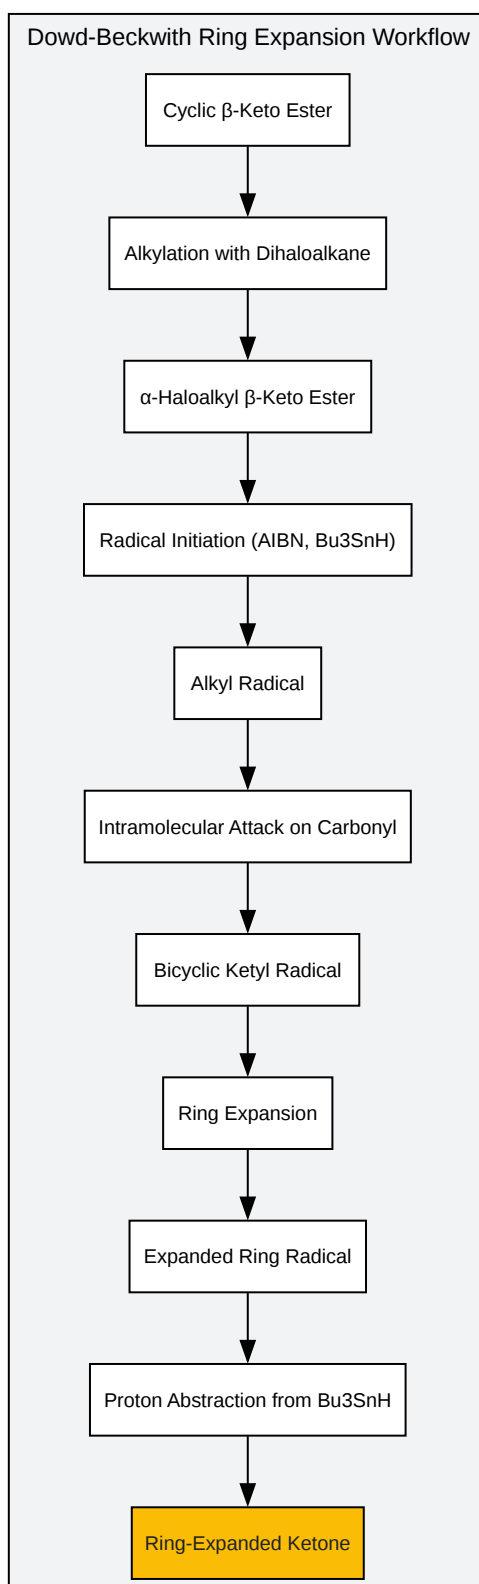 Dowd-Beckwith Ring Expansion Workflow
Cyclic β-Keto Ester
Alkylation with Dihaloalkane
α-Haloalkyl β-Keto Ester
Radical Initiation (AIBN, Bu3SnH)
Alkyl Radical
Intramolecular Attack on Carbonyl
Bicyclic Ketyl Radical
Ring Expansion
Expanded Ring Radical
Proton Abstraction from Bu3SnH
Ring-Expanded Ketone